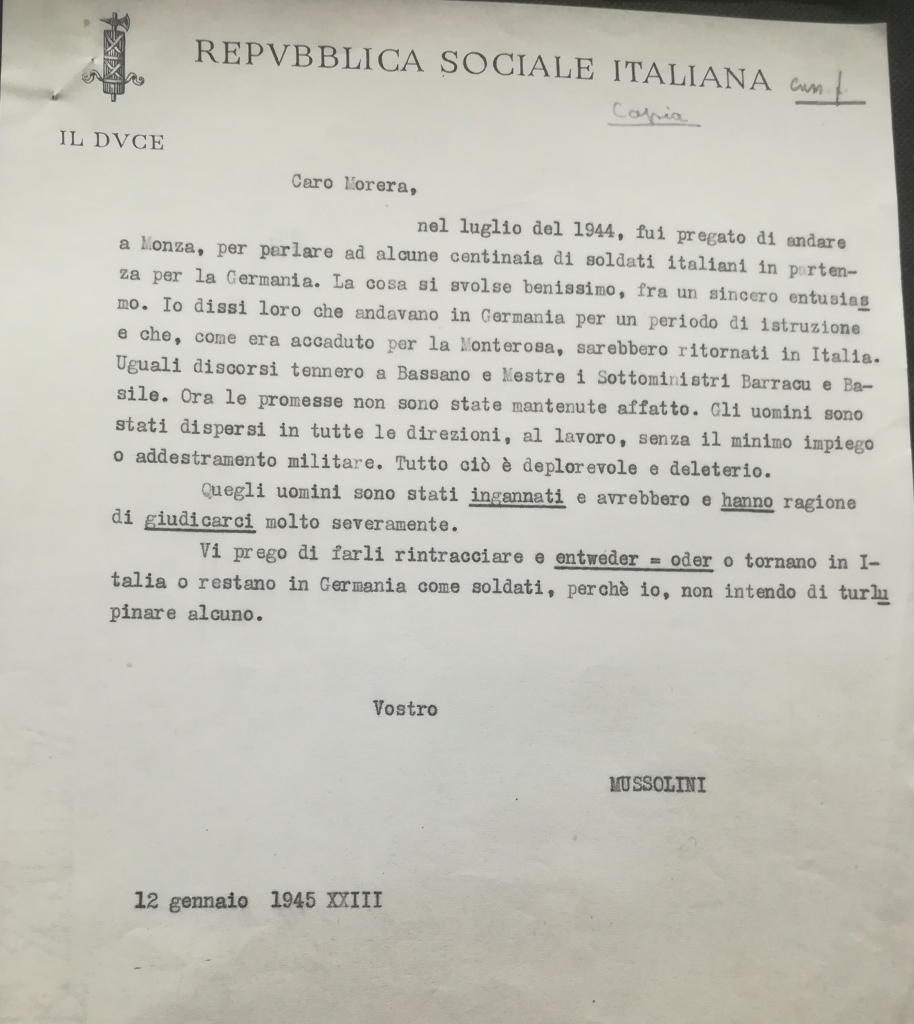 REPVBBLICA SOCIALE ITALIANA
Copia
IL DVCE
Caro Morera,
nel luglio del 1944, fui pregato di andare
a Monza, per parlare ad alcune centinaia di soldati italiani in parten-
za per la Germania. La cosa si svolse benissimo, fra un sincero entusias
mo. Io dissi loro che andavano in Germania per un periodo di istruzione
e che, come era accaduto per la Monterosa, sarebbero ritornati in Italia.
Uguali discorsi tennero a Bassano e Mestre i Sottoministri Barracu e Ba-
sile. Ora le promesse non sono state mantenute affatto. Gli uomini sono
stati dispersi in tutte le direzioni, al lavoro, senza il minimo impiego
o addestramento militare. Tutto ciò è deplorevole e deleterio.
Quegli uomini sono stati ingannati e avrebbero e hanno ragione
di giudicarci molto severamente.
Vi prego di farli rintracciare e entweder = oder o tornano in I-
talia o restano in Germania come soldati, perchè io, non intendo di turlu
pinare alcuno.
Vostro
MUSSOLINI
12 gennaio 1945 XXIII